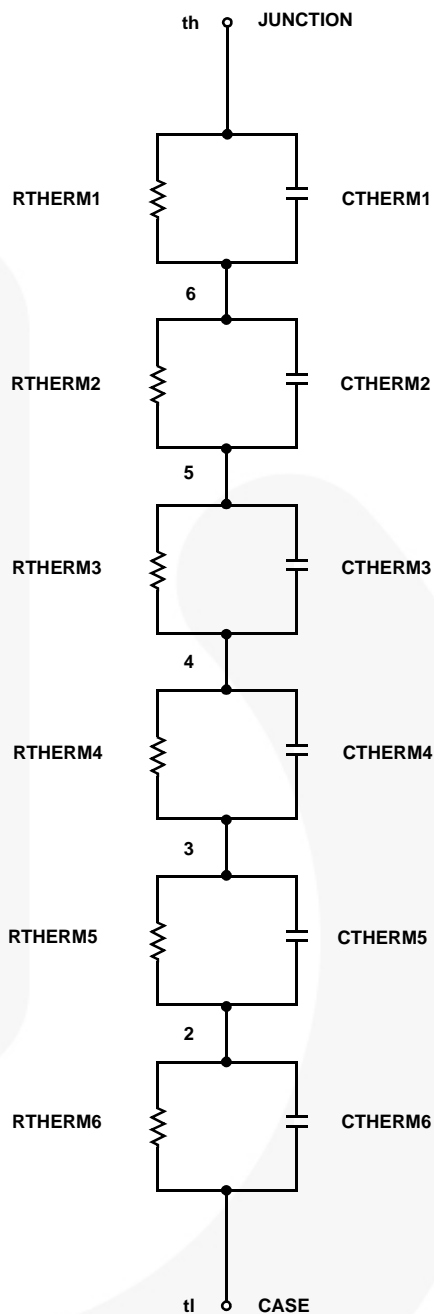 th JUNCTION
RTHERM1 CTHERM1
6
RTHERM2 CTHERM2
5
RTHERM3 CTHERM3
4
RTHERM4 CTHERM4
3
RTHERM5 CTHERM5
2
RTHERM6 CTHERM6
tl CASE